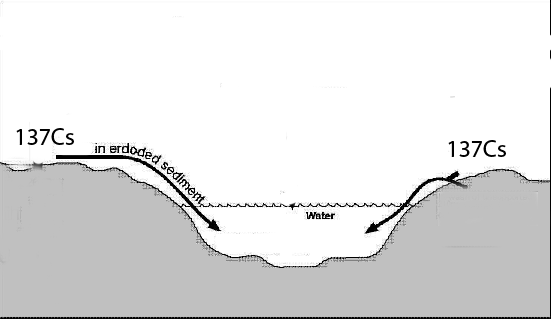 137Cs
in erdoded sediment
137Cs
Water